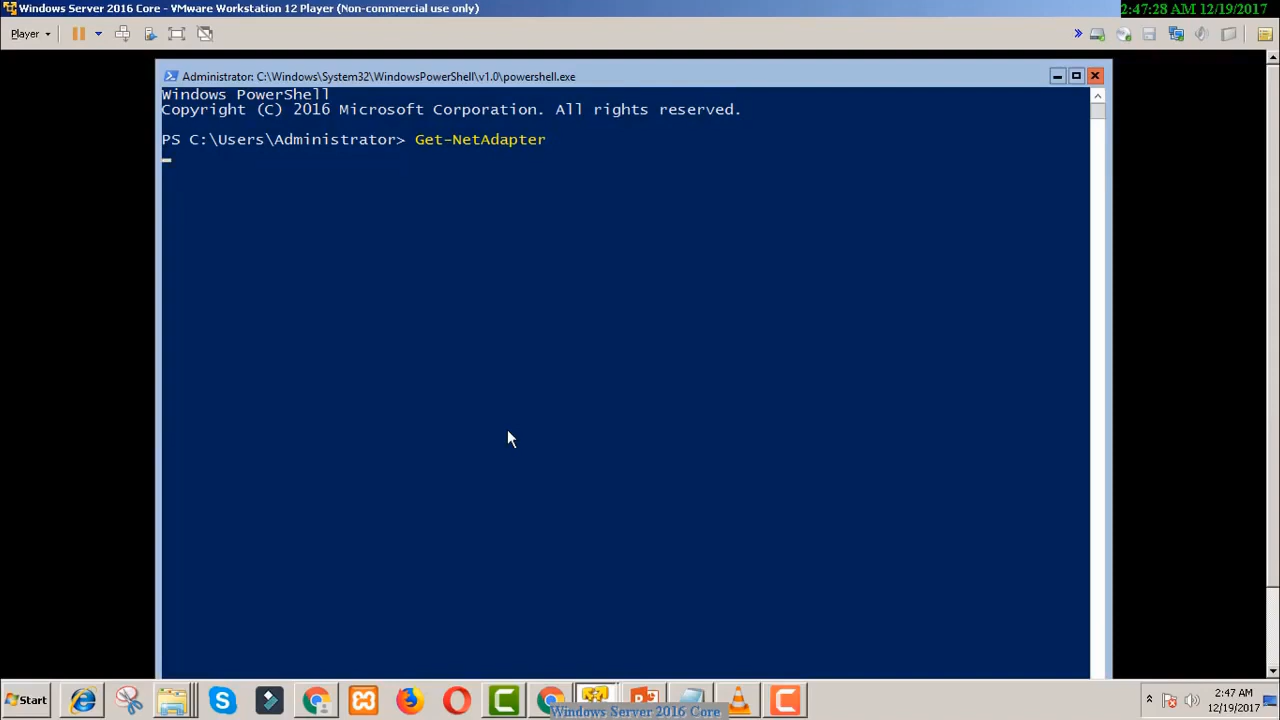 Windows Server 2016 Core - VMware Workstation 12 Player (Non-commercial use only)
2:47:28 AM 12/19/2017
Player
Administrator: C:\Windows\System32\WindowsPowerShell\v1.0\powershell.exe
Windows PowerShell
Copyright (C) 2016 Microsoft Corporation. All rights reserved.
PS C:\Users\Administrator> Get-NetAdapter
Start
2:47 AM
12/19/2017
Windows Server 2016 Core